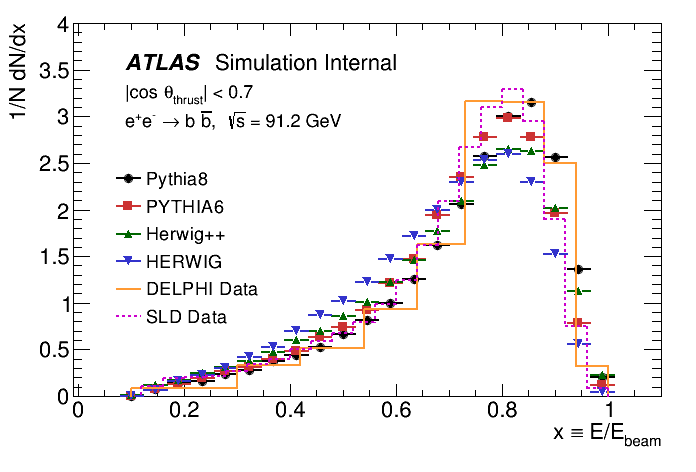 1/N dN/dx
4
3.5
3
2.5
2
1.5
1
0.5
0
ATLAS Simulation Internal
|cos θthrust| < 0.7
e+e- → b b̅, √s = 91.2 GeV
Pythia8
PYTHIA6
Herwig++
HERWIG
DELPHI Data
SLD Data
0 0.2 0.4 0.6 0.8 1
x ≡ E/Ebeam